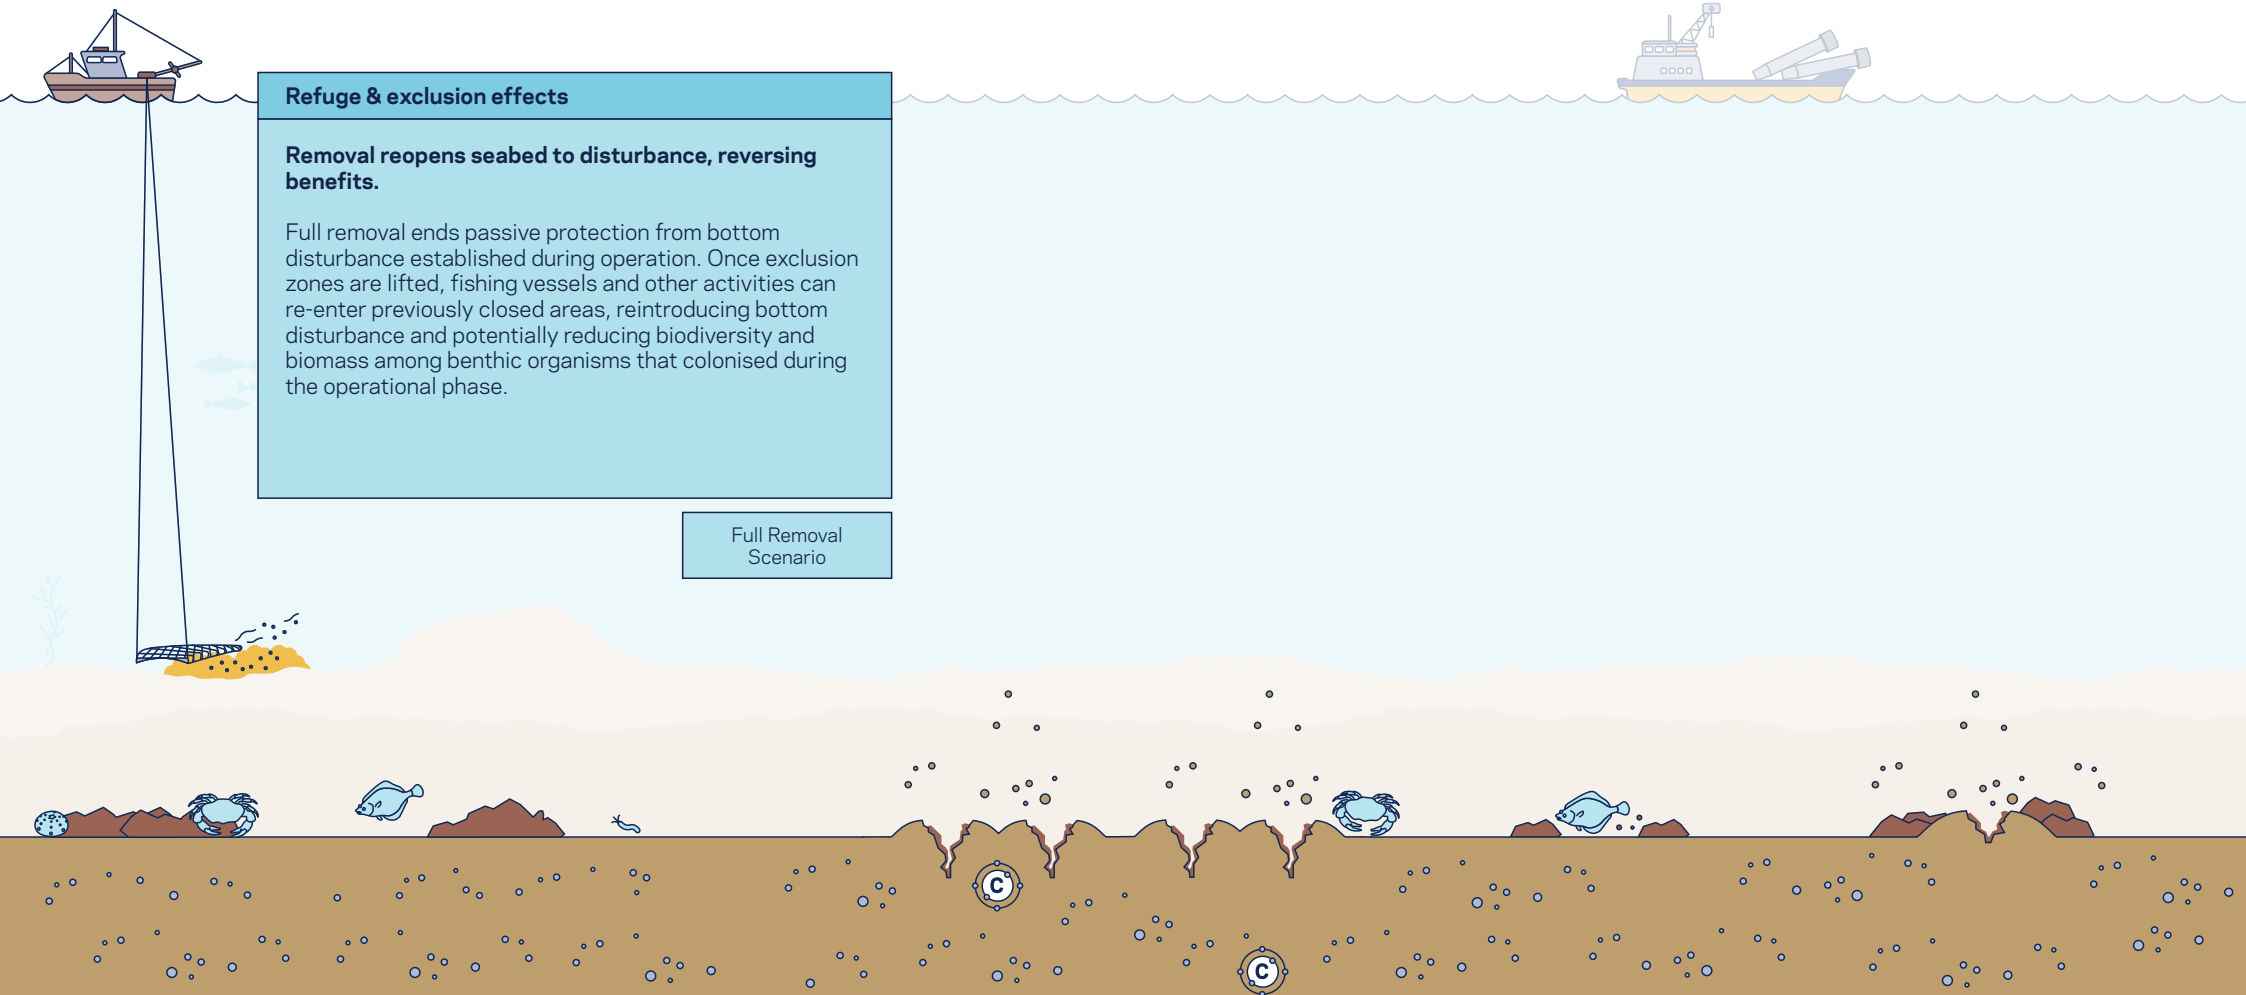 Refuge & exclusion effects
Removal reopens seabed to disturbance, reversing
benefits.
Full removal ends passive protection from bottom
disturbance established during operation. Once exclusion
zones are lifted, fishing vessels and other activities can
re-enter previously closed areas, reintroducing bottom
disturbance and potentially reducing biodiversity and
biomass among benthic organisms that colonised during
the operational phase.
Full Removal
Scenario
C
C